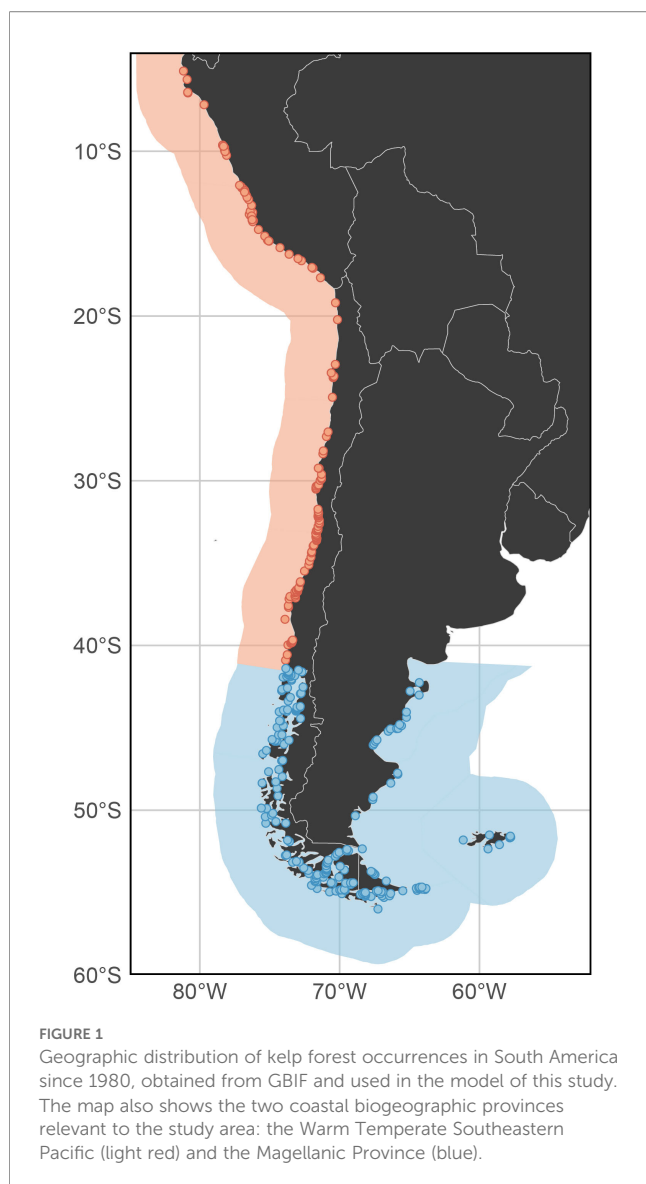 10°S
20°S
30°S
40°S
50°S
60°S
80°W 70°W 60°W
FIGURE 1
Geographic distribution of kelp forest occurrences in South America
since 1980, obtained from GBIF and used in the model of this study.
The map also shows the two coastal biogeographic provinces
relevant to the study area: the Warm Temperate Southeastern
Pacific (light red) and the Magellanic Province (blue).